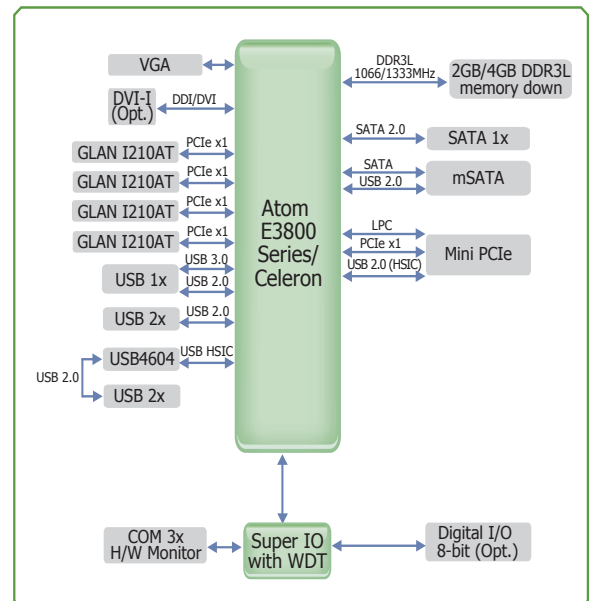 VGA
DVI-I
(Opt.)
DDI/DVI
GLAN I210AT
PCIe x1
GLAN I210AT
PCIe x1
GLAN I210AT
PCIe x1
GLAN I210AT
PCIe x1
USB 1x
USB 3.0
USB 2.0
USB 2x
USB 2.0
USB4604
USB HSIC
USB 2.0
USB 2x
Atom
E3800
Series/
Celeron
DDR3L
1066/1333MHz
2GB/4GB DDR3L
memory down
SATA 2.0
SATA 1x
SATA
USB 2.0
mSATA
LPC
PCIe x1
USB 2.0 (HSIC)
Mini PCIe
COM 3x
H/W Monitor
Super IO
with WDT
Digital I/O
8-bit (Opt.)